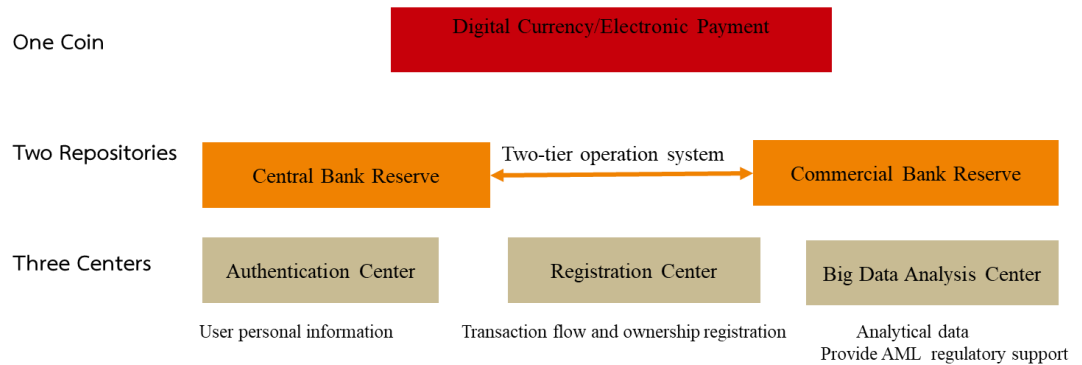 Digital Currency/Electronic Payment
One Coin
Two Repositories
Two-tier operation system
Central Bank Reserve
Commercial Bank Reserve
Three Centers
Authentication Center
Registration Center
Big Data Analysis Center
User personal information
Transaction flow and ownership registration
Analytical data
Provide AML regulatory support